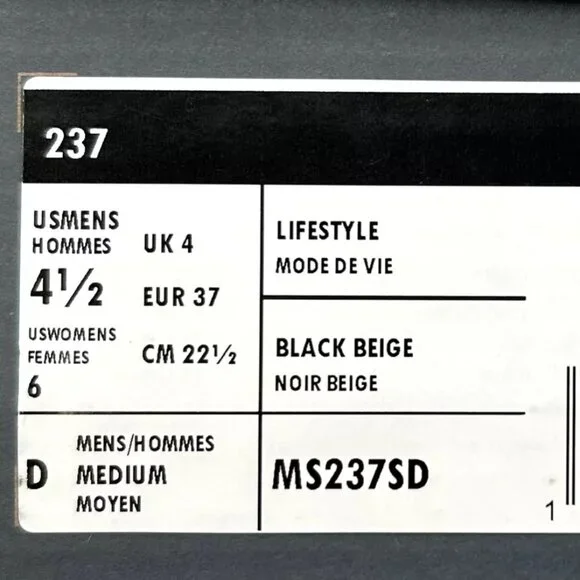 237
USMENS
HOMMES
4½
UK 4
EUR 37
USWOMENS
FEMMES
6
CM 22½
LIFESTYLE
MODE DE VIE
BLACK BEIGE
NOIR BEIGE
D
MENS/HOMMES
MEDIUM
MOYEN
MS237SD
1